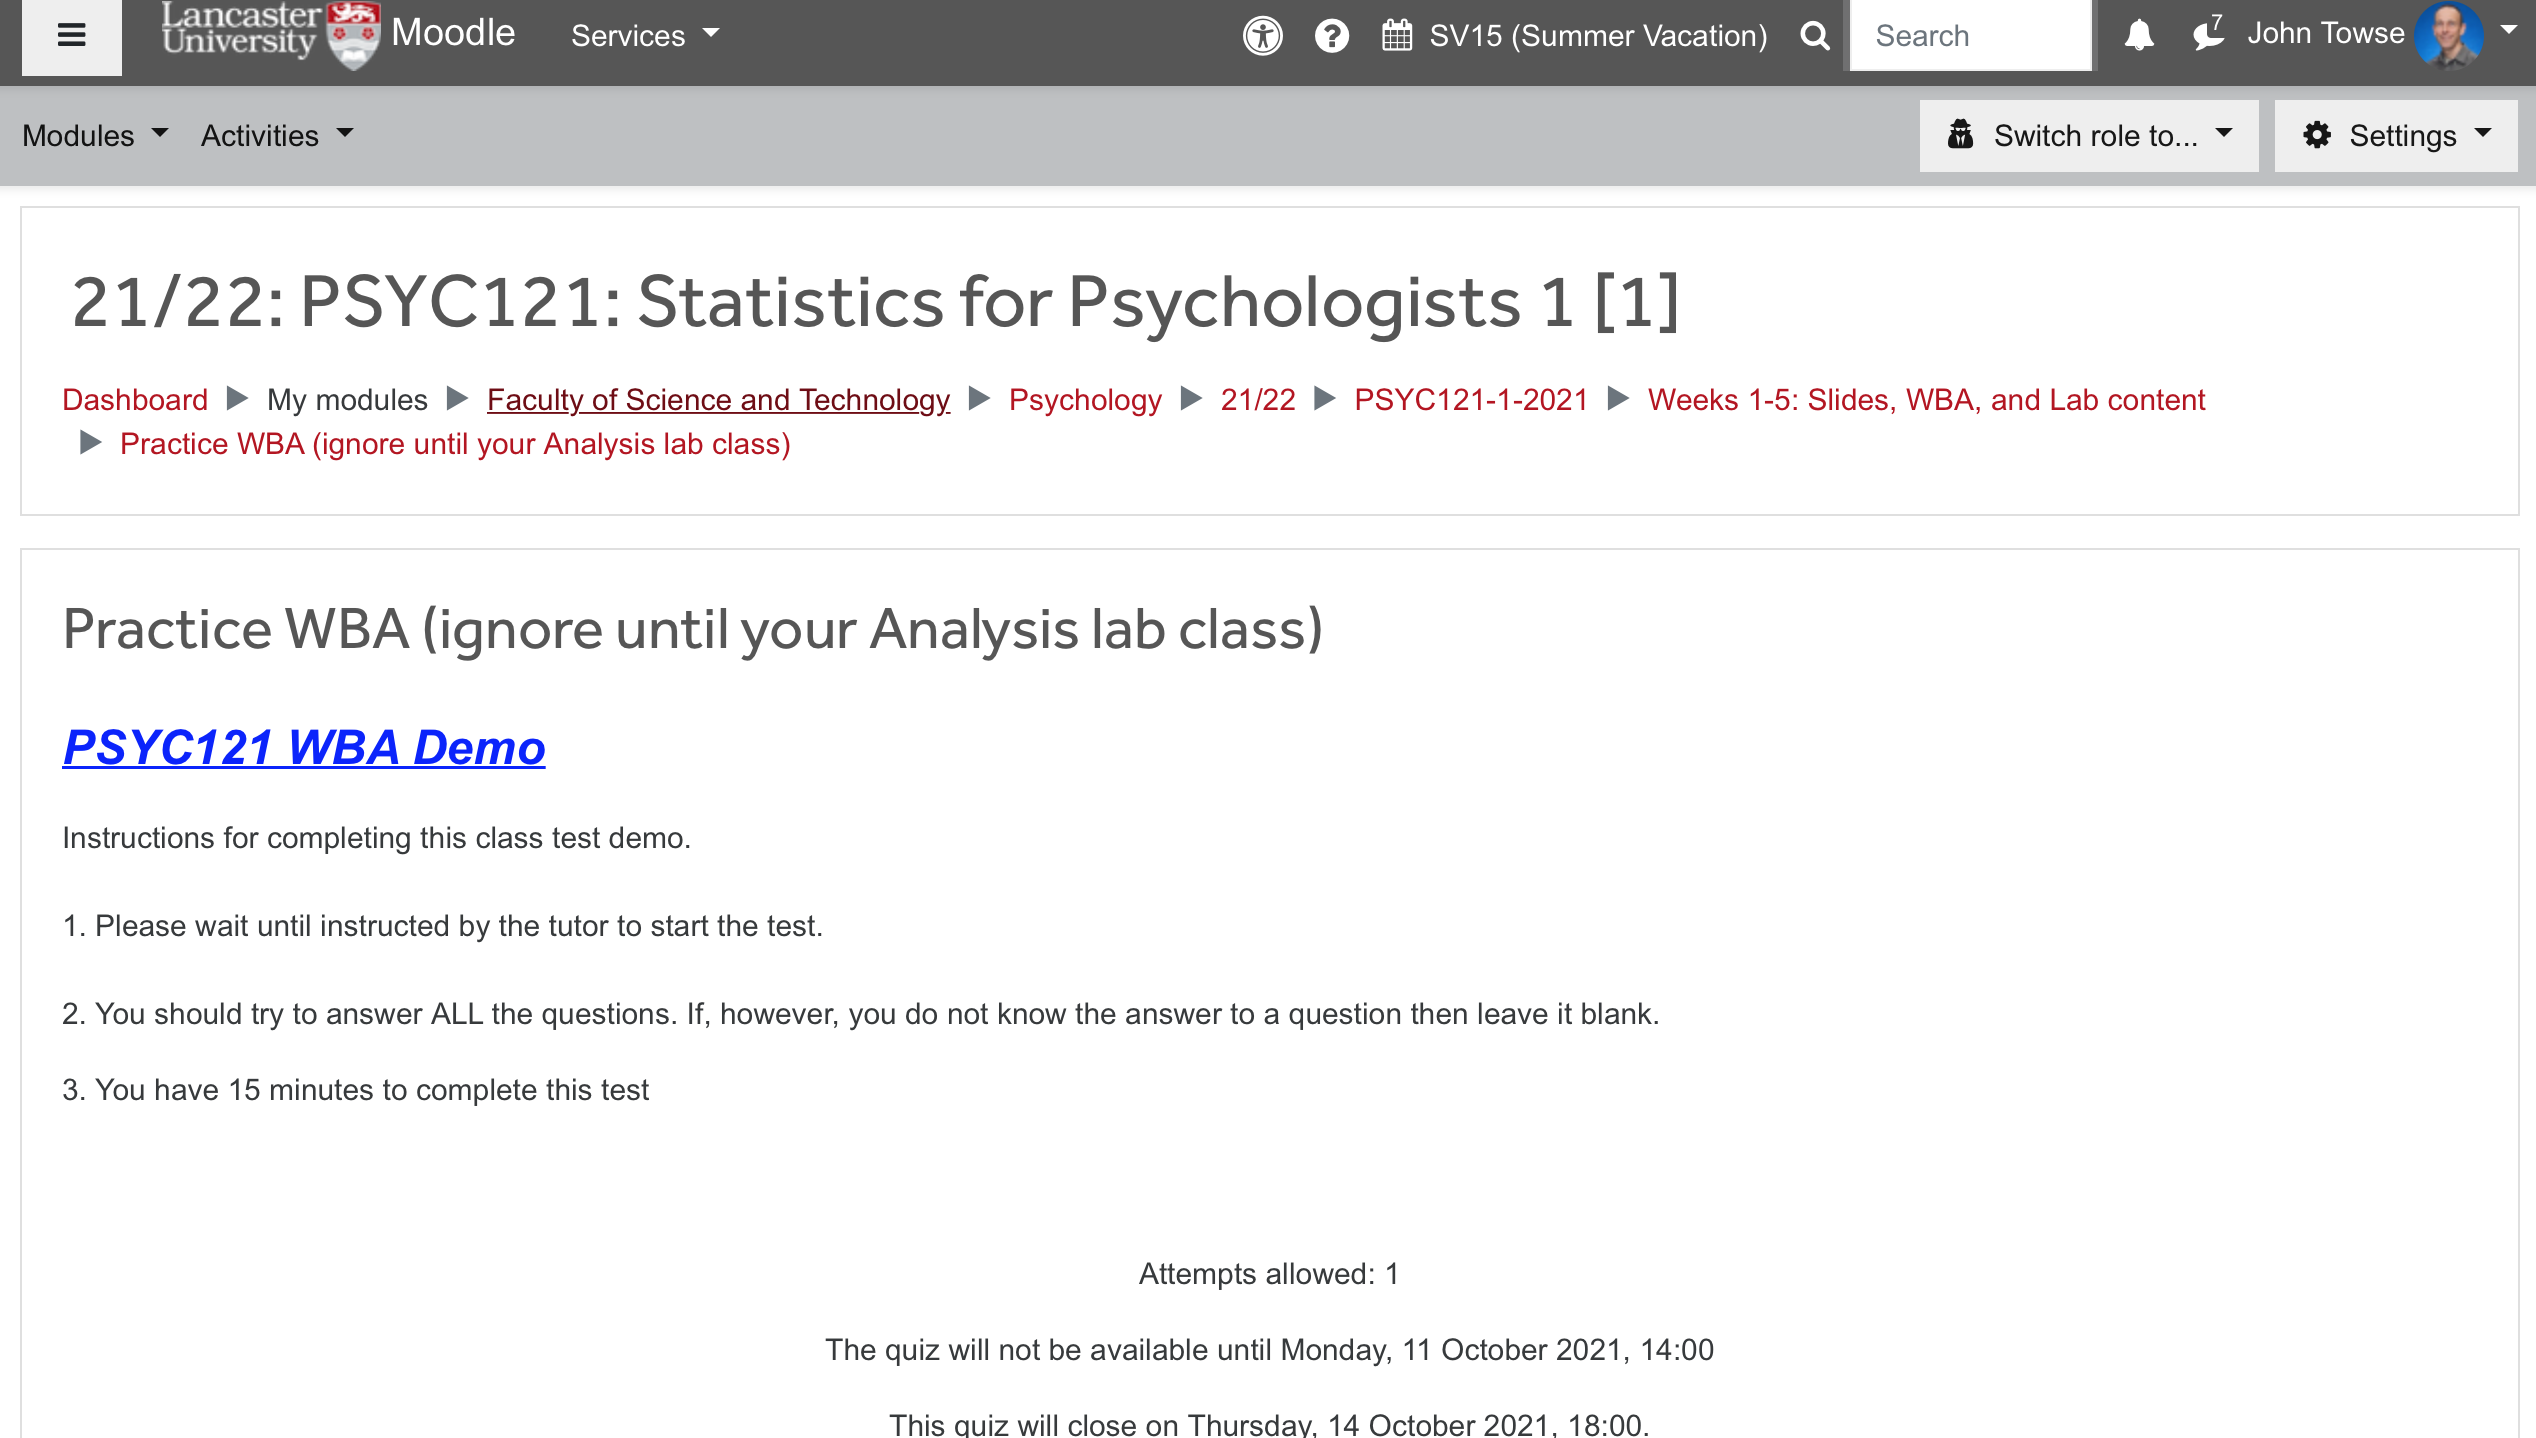 Lancaster University Moodle Services SV15 (Summer Vacation) Search 7 John Towse
Modules Activities Switch role to... Settings
21/22: PSYC121: Statistics for Psychologists 1 [1]
Dashboard My modules Faculty of Science and Technology Psychology 21/22 PSYC121-1-2021 Weeks 1-5: Slides, WBA, and Lab content
Practice WBA (ignore until your Analysis lab class)
Practice WBA (ignore until your Analysis lab class)
PSYC121 WBA Demo
Instructions for completing this class test demo.
1. Please wait until instructed by the tutor to start the test.
2. You should try to answer ALL the questions. If, however, you do not know the answer to a question then leave it blank.
3. You have 15 minutes to complete this test
Attempts allowed: 1
The quiz will not be available until Monday, 11 October 2021, 14:00
This quiz will close on Thursday, 14 October 2021, 18:00.